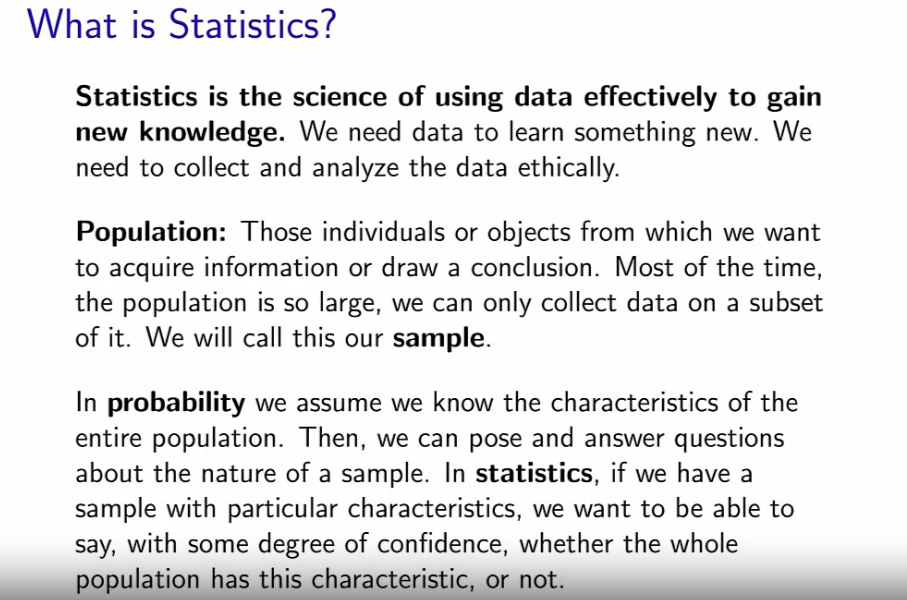 What is Statistics?
Statistics is the science of using data effectively to gain
new knowledge. We need data to learn something new. We
need to collect and analyze the data ethically.
Population: Those individuals or objects from which we want
to acquire information or draw a conclusion. Most of the time,
the population is so large, we can only collect data on a subset
of it. We will call this our sample.
In probability we assume we know the characteristics of the
entire population. Then, we can pose and answer questions
about the nature of a sample. In statistics, if we have a
sample with particular characteristics, we want to be able to
say, with some degree of confidence, whether the whole
population has this characteristic, or not.